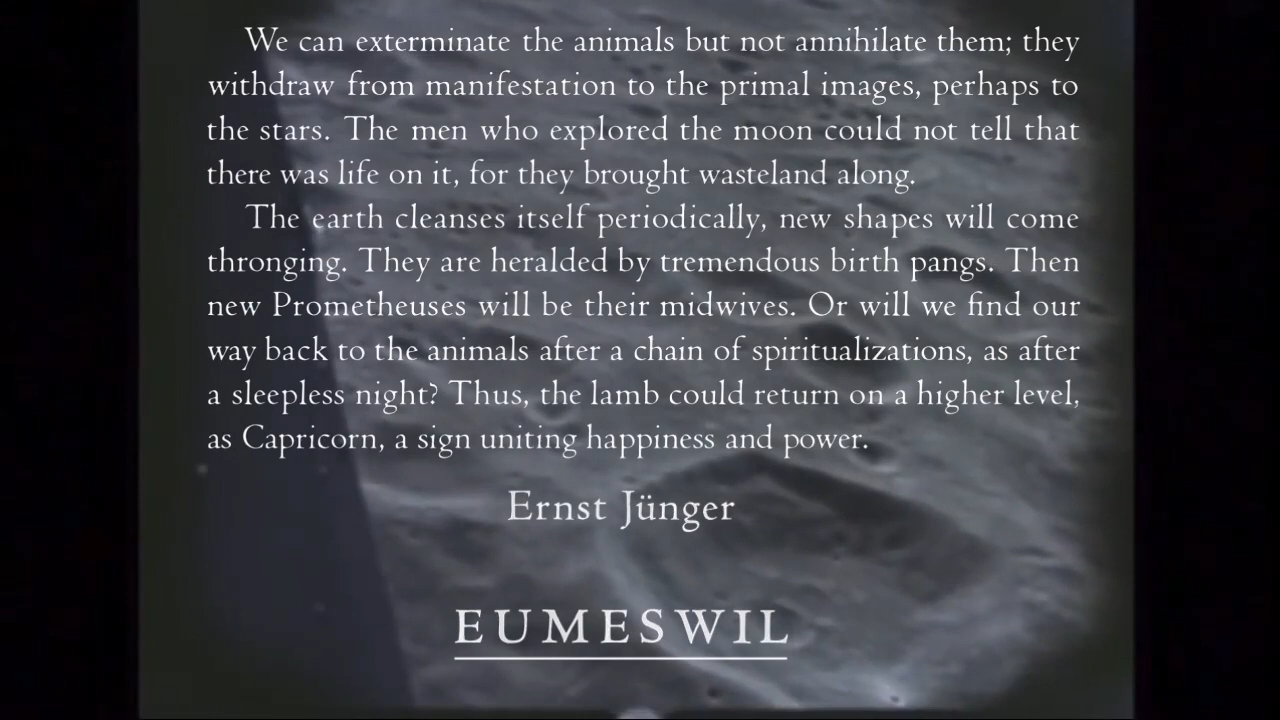 We can exterminate the animals but not annihilate them; they
withdraw from manifestation to the primal images, perhaps to
the stars. The men who explored the moon could not tell that
there was life on it, for they brought wasteland along.
The earth cleanses itself periodically, new shapes will come
thronging. They are heralded by tremendous birth pangs. Then
new Prometheuses will be their midwives. Or will we find our
way back to the animals after a chain of spiritualizations, as after
a sleepless night? Thus, the lamb could return on a higher level,
as Capricorn, a sign uniting happiness and power.
Ernst Jünger
EUMESWIL